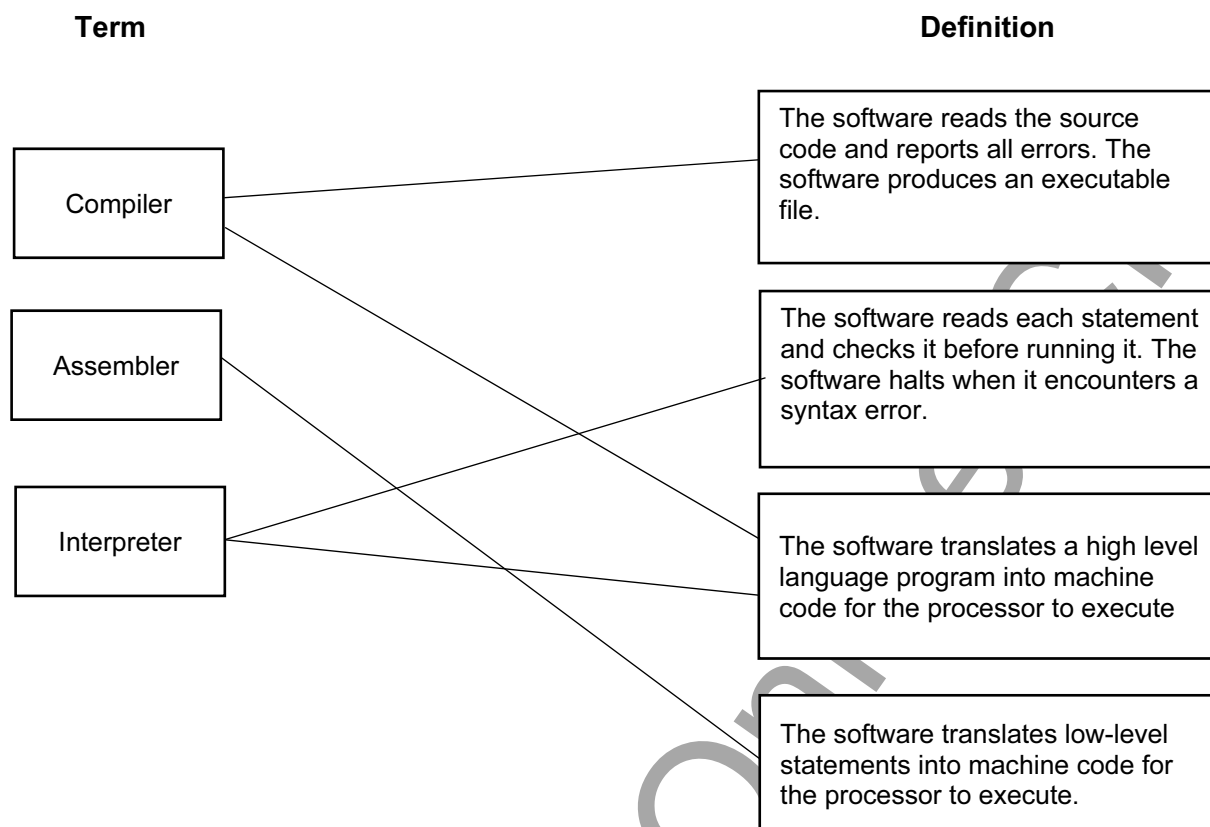 Term
Definition
Compiler
Assembler
Interpreter
The software reads the source
code and reports all errors. The
software produces an executable
file.
The software reads each statement
and checks it before running it. The
software halts when it encounters a
syntax error.
The software translates a high level
language program into machine
code for the processor to execute
The software translates low-level
statements into machine code for
the processor to execute.